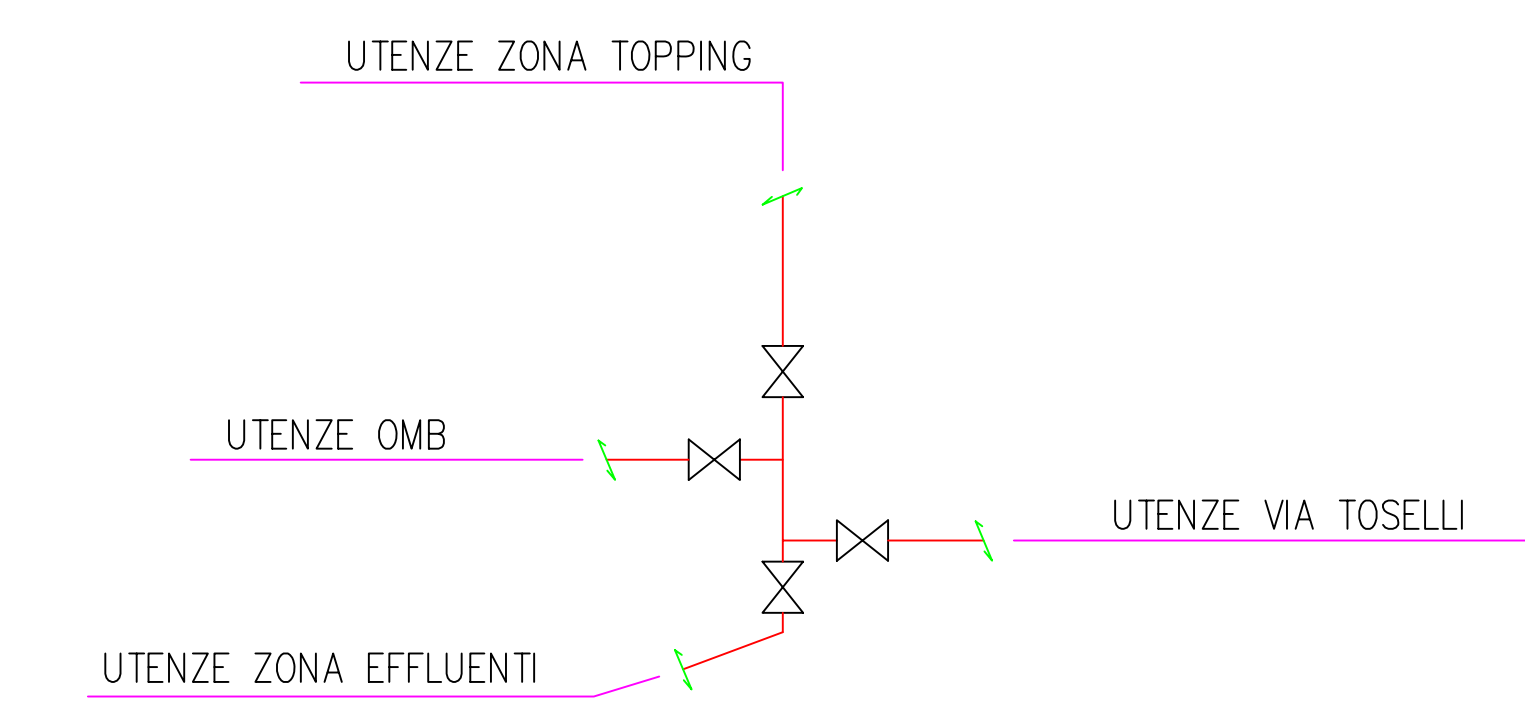 UTENZE ZONA TOPPING
UTENZE OMB
UTENZE VIA TOSELLI
UTENZE ZONA EFFLUENTI